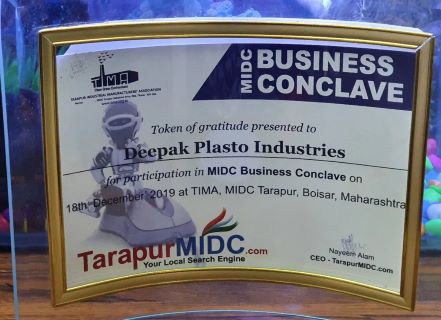 TIMA
TARAPUR INDUSTRIAL MANUFACTURERS' ASSOCIATION
MIDC
BUSINESS
CONCLAVE
Token of gratitude presented to
Deepak Plasto Industries
for participation in MIDC Business Conclave on
18th December' 2019 at TIMA, MIDC Tarapur, Boisar, Maharashtra
TarapurMIDC.com
Your Local Search Engine
Nayeem Alam
CEO - TarapurMIDC.com